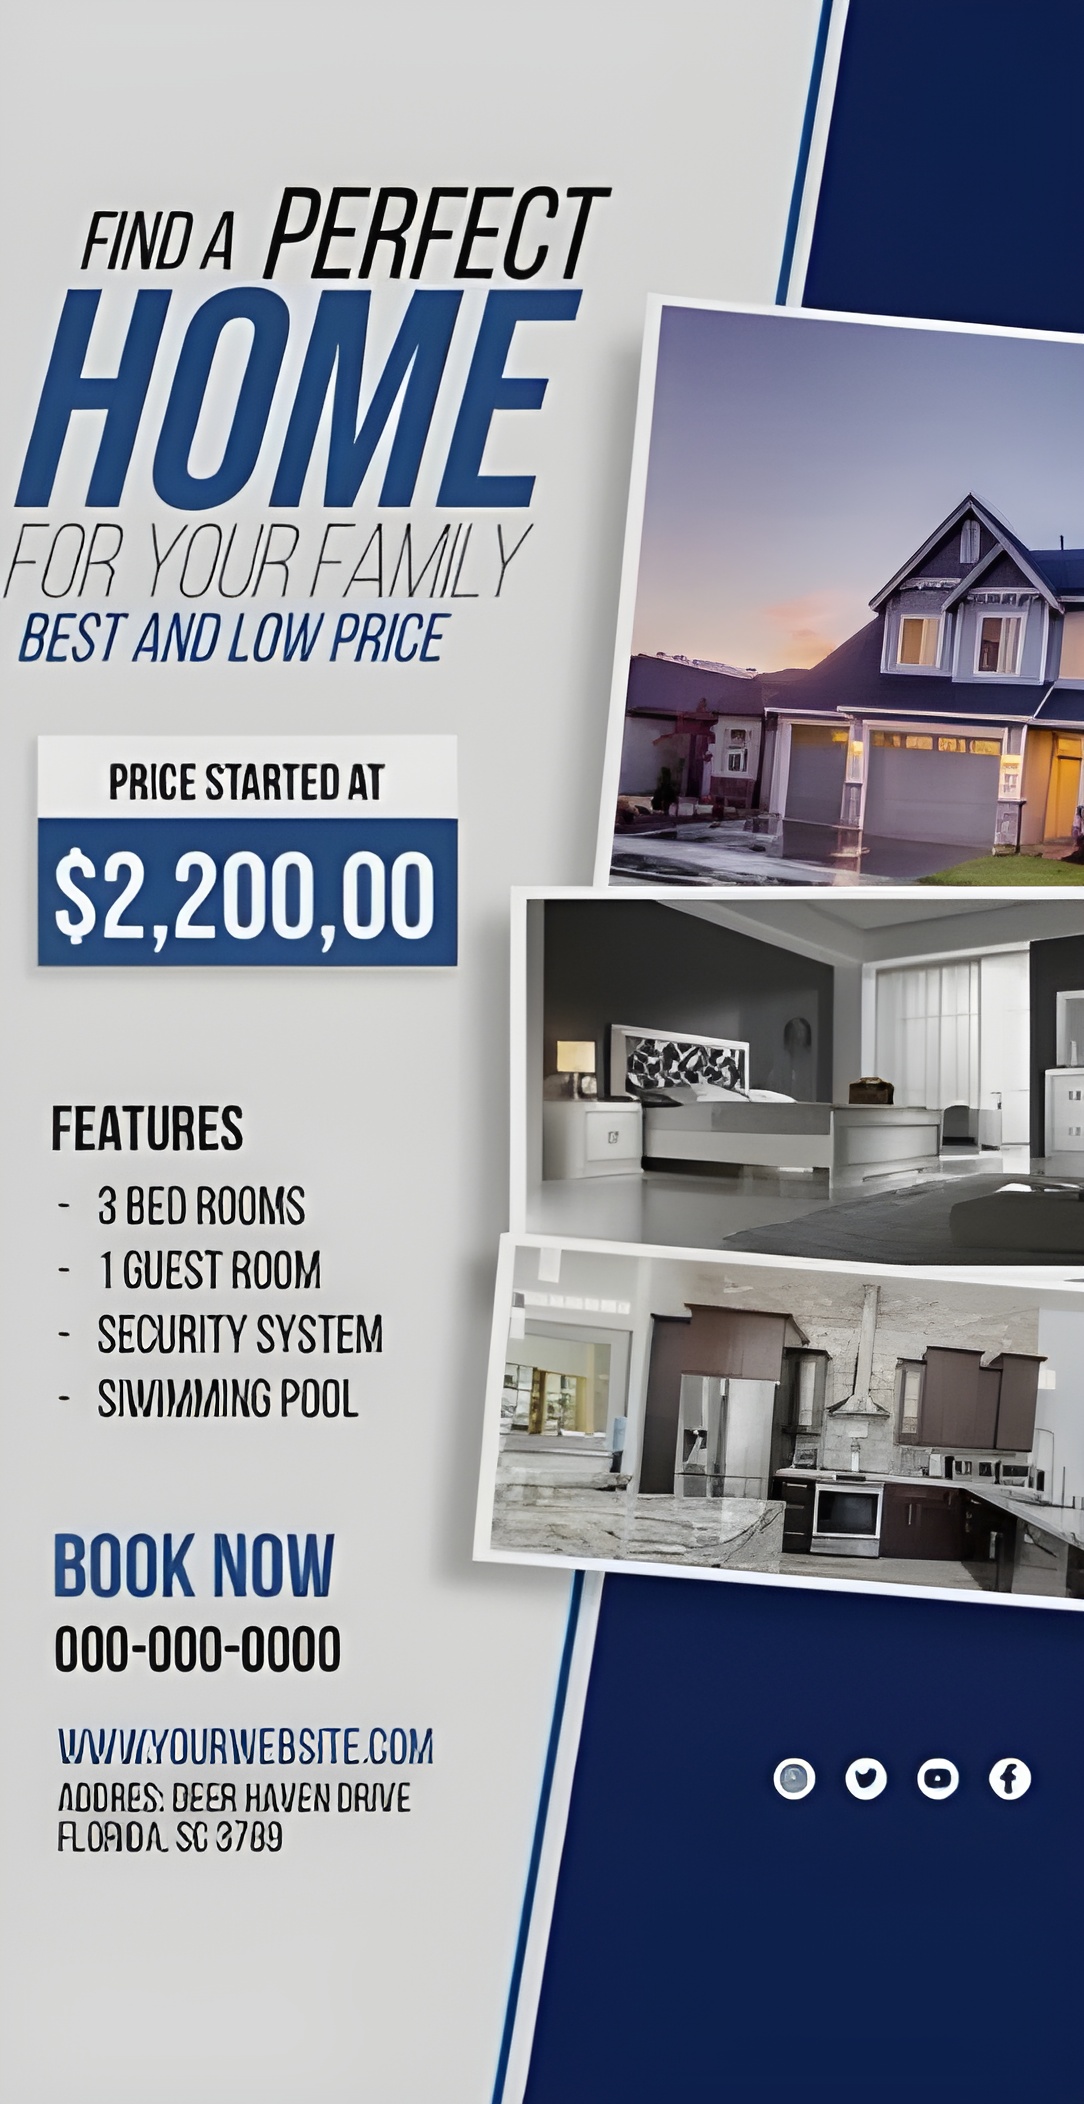 FIND A PERFECT
HOME
FOR YOUR FAMILY
BEST AND LOW PRICE
PRICE STARTED AT
$2,200,00
FEATURES
- 3 BED ROOMS
- 1 GUEST ROOM
- SECURITY SYSTEM
- SIWIMMING POOL
BOOK NOW
000-000-0000
WWW.YOURWEBSITE.COM
ADDRES: DEER HAVEN DRIVE
FLORIDA. SC